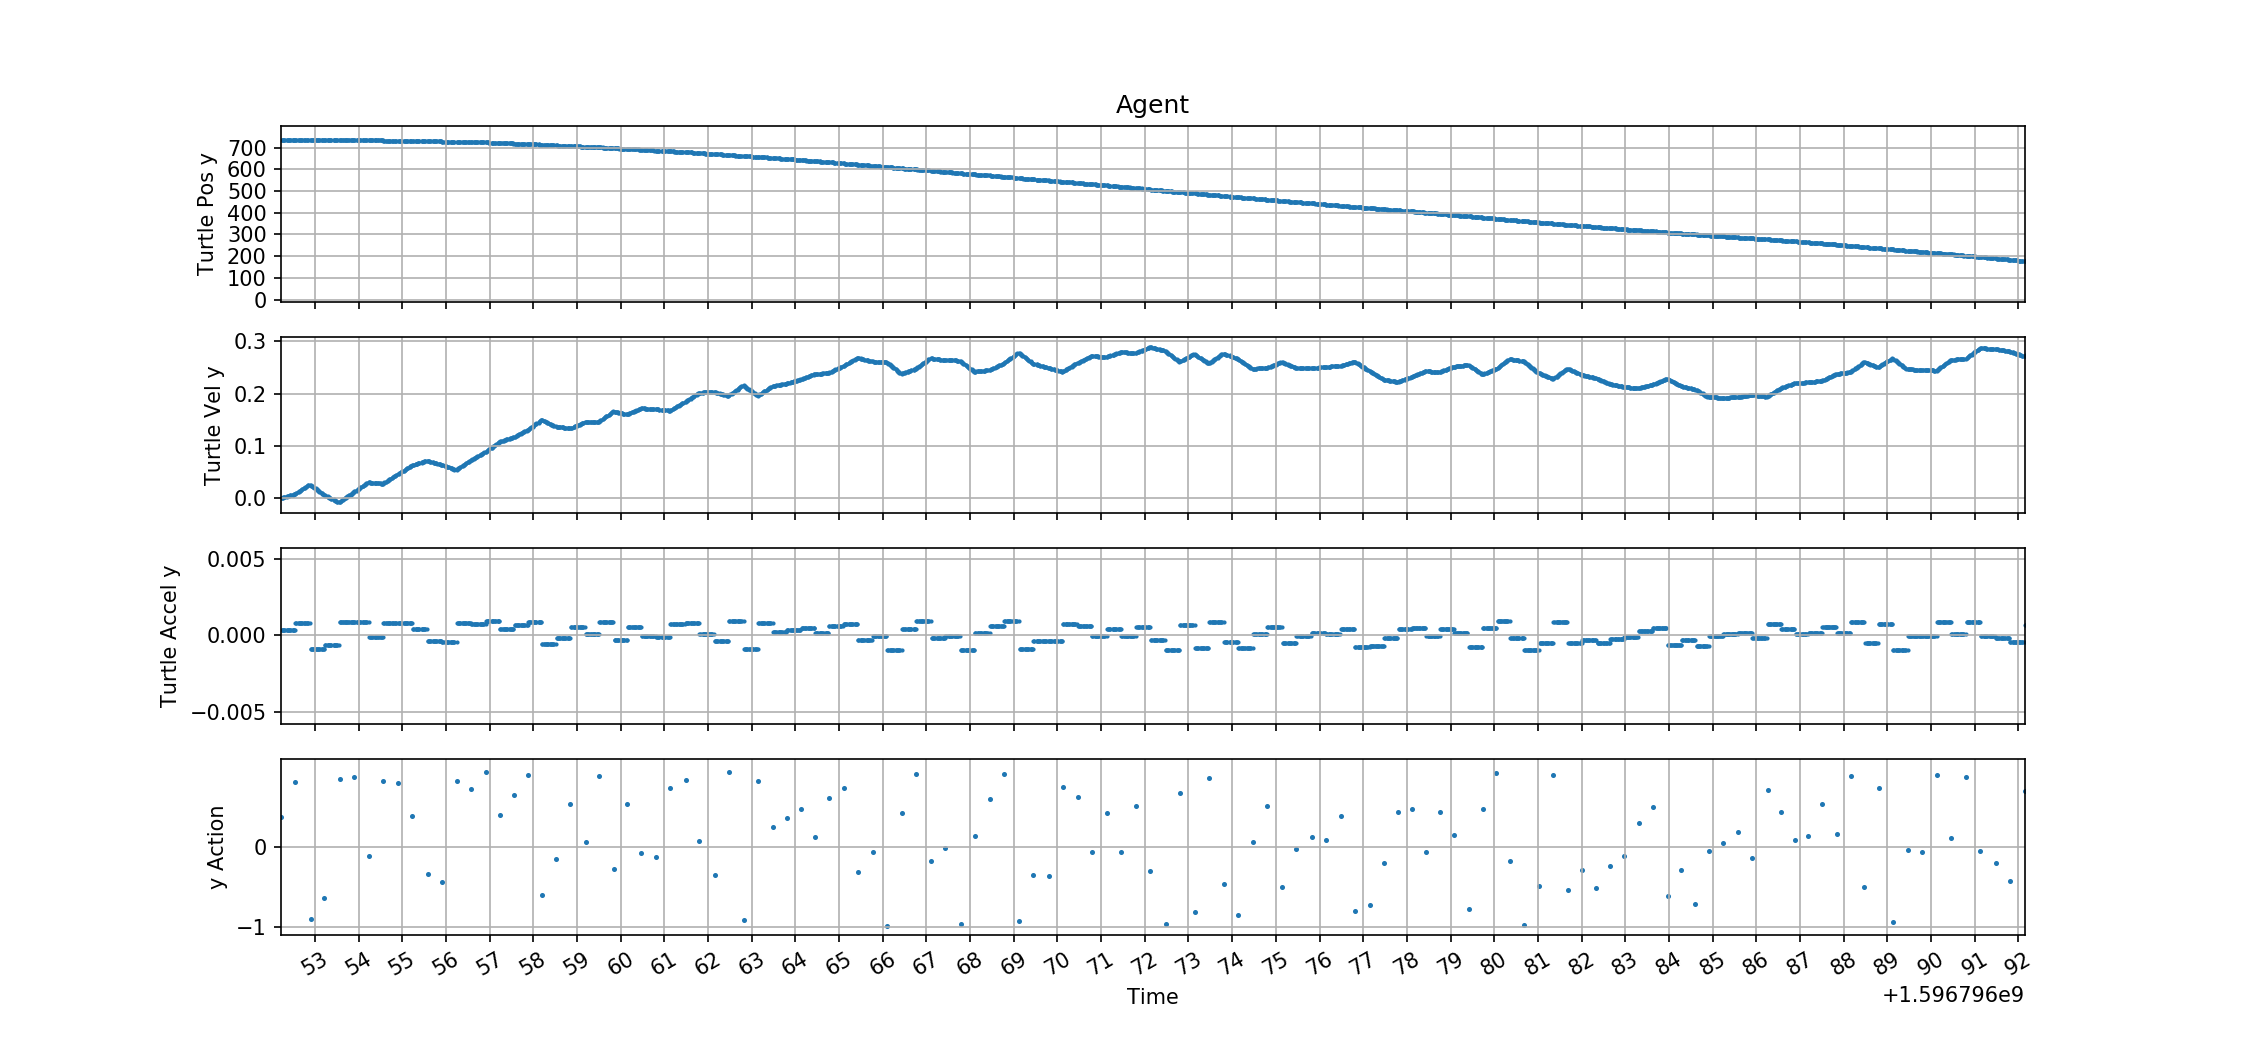 Agent
Turtle Pos y
700
600
500
400
300
200
100
0
Turtle Vel y
0.3
0.2
0.1
0.0
Turtle Accel y
0.005
0.000
−0.005
y Action
0
−1
53 54 55 56 57 58 59 60 61 62 63 64 65 66 67 68 69 70 71 72 73 74 75 76 77 78 79 80 81 82 83 84 85 86 87 88 89 90 91 92
Time
+1.596796e9